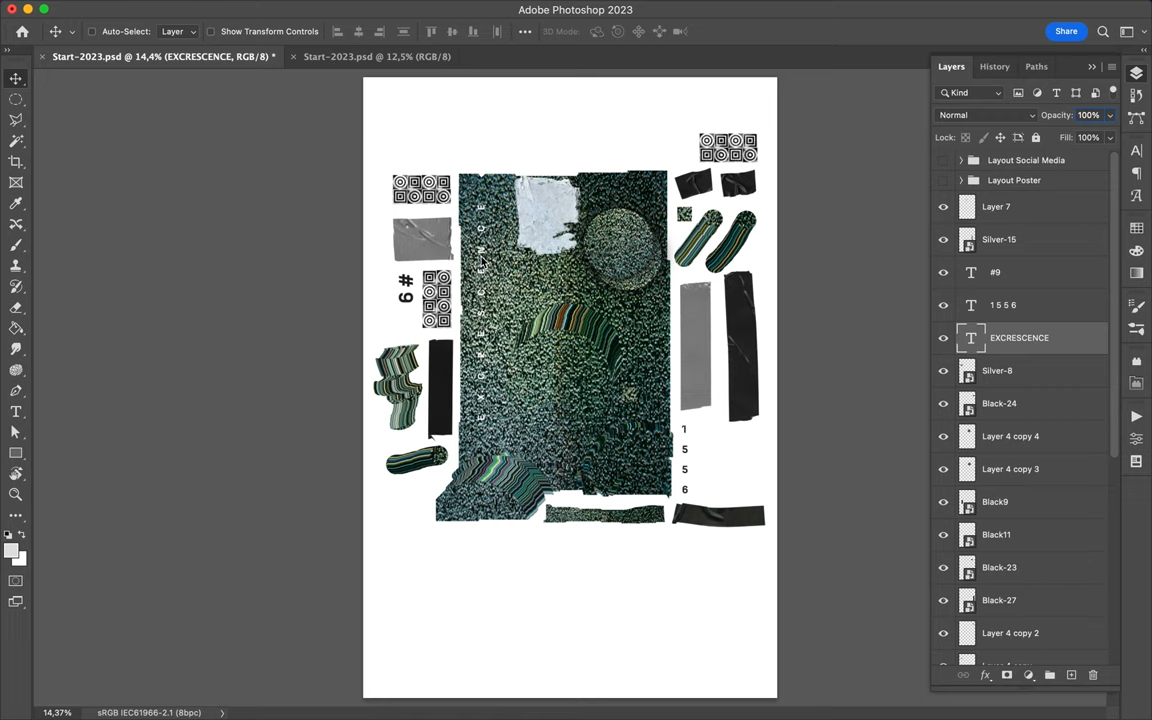 Adobe Photoshop 2023
Auto-Select:
Layer
Show Transform Controls
3D Mode:
Share
Start-2023.psd @ 14,4% (EXCRESCENCE, RGB/8) *
Start-2023.psd @ 12,5% (RGB/8)
Layers
History
Paths
Kind
Normal
Opacity:
100%
Lock:
Fill:
100%
Layout Social Media
Layout Poster
Layer 7
Silver-15
#9
1 5 5 6
EXCRESCENCE
Silver-8
Black-24
Layer 4 copy 4
Layer 4 copy 3
Black9
Black11
Black-23
Black-27
Layer 4 copy 2
EXCRESCENCE
#9
1
5
5
6
14,37%
sRGB IEC61966-2.1 (8bpc)